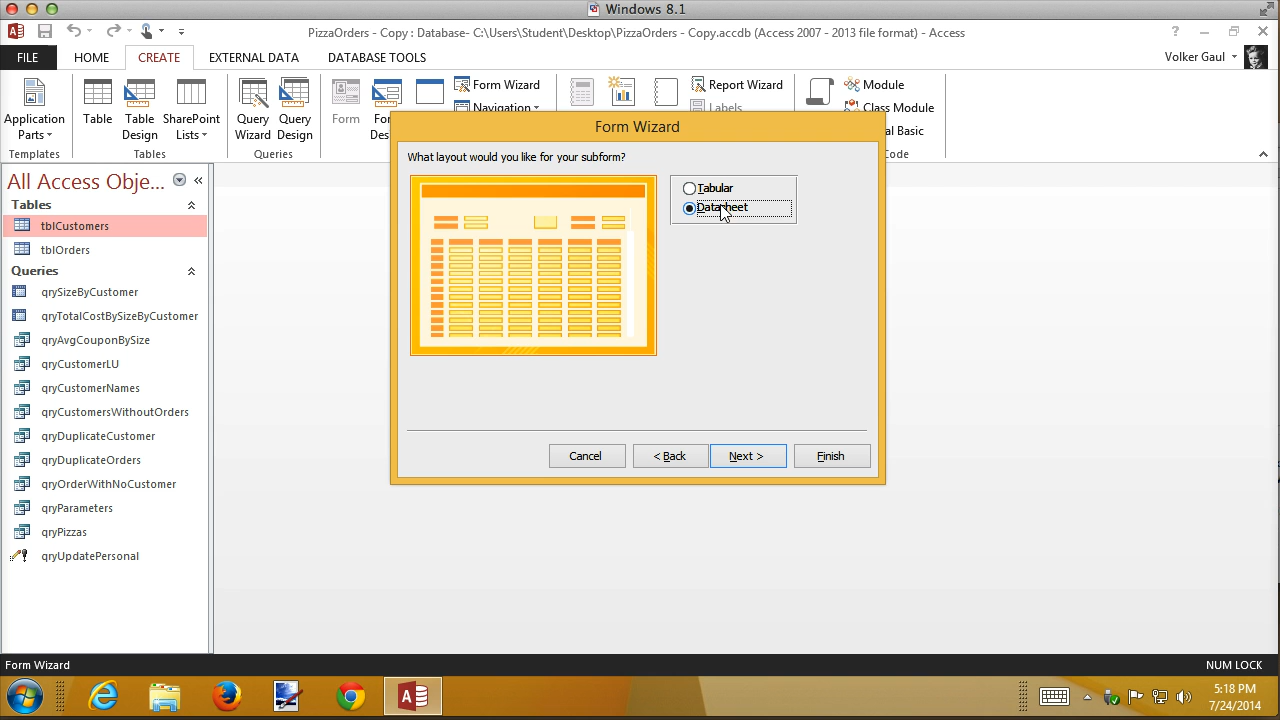 Windows 8.1
PizzaOrders - Copy : Database- C:\Users\Student\Desktop\PizzaOrders - Copy.accdb (Access 2007 - 2013 file format) - Access
FILE HOME CREATE EXTERNAL DATA DATABASE TOOLS
Volker Gaul
Application Parts
Templates
Table
Table Design
SharePoint Lists
Tables
Query Wizard
Query Design
Queries
Form
Form Wizard
Navigation
Report Wizard
Labels
Module
Class Module
Form Wizard
What layout would you like for your subform?
Tabular
Datasheet
Cancel
< Back
Next >
Finish
All Access Obje...
Tables
tblCustomers
tblOrders
Queries
qrySizeByCustomer
qryTotalCostBySizeByCustomer
qryAvgCouponBySize
qryCustomerLU
qryCustomerNames
qryCustomersWithoutOrders
qryDuplicateCustomer
qryDuplicateOrders
qryOrderWithNoCustomer
qryParameters
qryPizzas
qryUpdatePersonal
Form Wizard
NUM LOCK
5:18 PM
7/24/2014